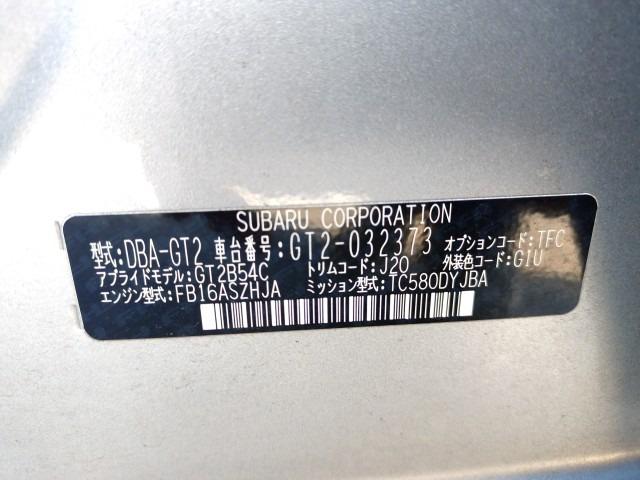 SUBARU CORPORATION
型式:DBA-GT2 車台番号:GT2-032373 オプションコード:TFC
アプライドモデル:GT2B54C トリムコード:J20 外装色コード:G1U
エンジン型式:FB16ASZHJA ミッション型式:TC580DYJBA